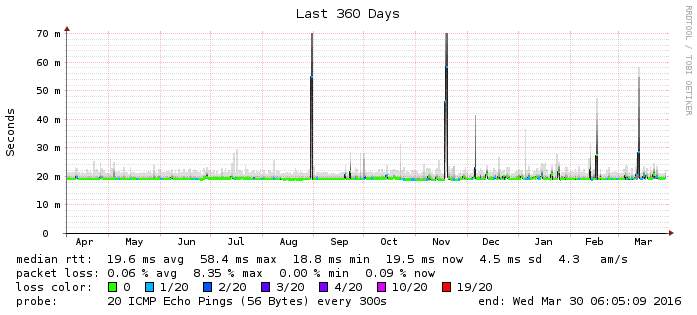 Last 360 Days
RRDTOOL / TOBI OETIKER
Seconds
70 m
60 m
50 m
40 m
30 m
20 m
10 m
0
Apr May Jun Jul Aug Sep Oct Nov Dec Jan Feb Mar
median rtt: 19.6 ms avg 58.4 ms max 18.8 ms min 19.5 ms now 4.5 ms sd 4.3 am/s
packet loss: 0.06 % avg 8.35 % max 0.00 % min 0.09 % now
loss color: 0 1/20 2/20 3/20 4/20 10/20 19/20
probe: 20 ICMP Echo Pings (56 Bytes) every 300s end: Wed Mar 30 06:05:09 2016